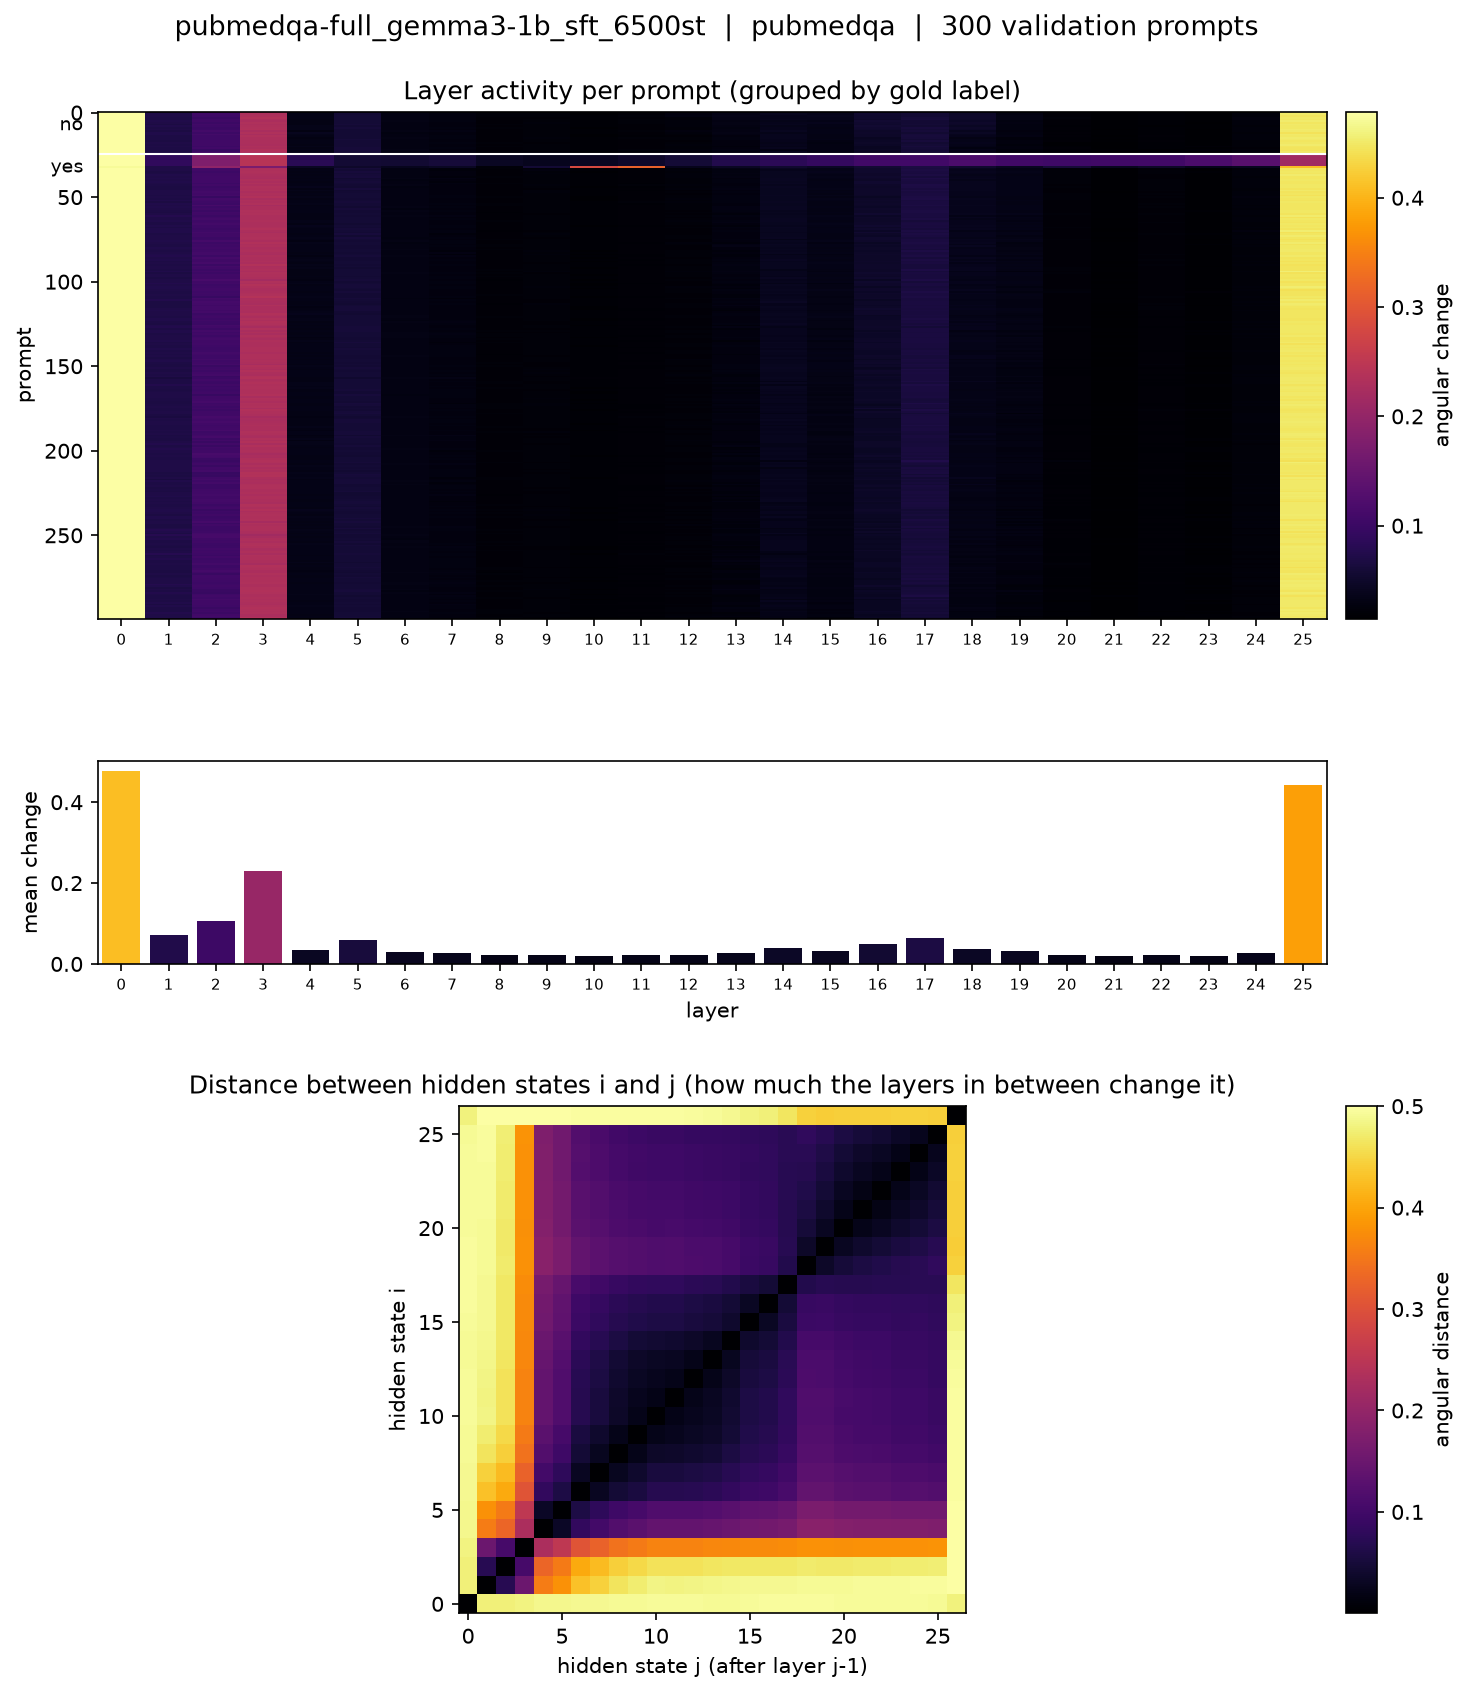 pubmedqa-full_gemma3-1b_sft_6500st | pubmedqa | 300 validation prompts
Layer activity per prompt (grouped by gold label)
0
no
yes
50
100
150
200
250
prompt
0 1 2 3 4 5 6 7 8 9 10 11 12 13 14 15 16 17 18 19 20 21 22 23 24 25
0.4
0.3
0.2
0.1
angular change
0.4
0.2
0.0
mean change
0 1 2 3 4 5 6 7 8 9 10 11 12 13 14 15 16 17 18 19 20 21 22 23 24 25
layer
Distance between hidden states i and j (how much the layers in between change it)
25
20
15
10
5
0
hidden state i
0 5 10 15 20 25
hidden state j (after layer j-1)
0.5
0.4
0.3
0.2
0.1
angular distance